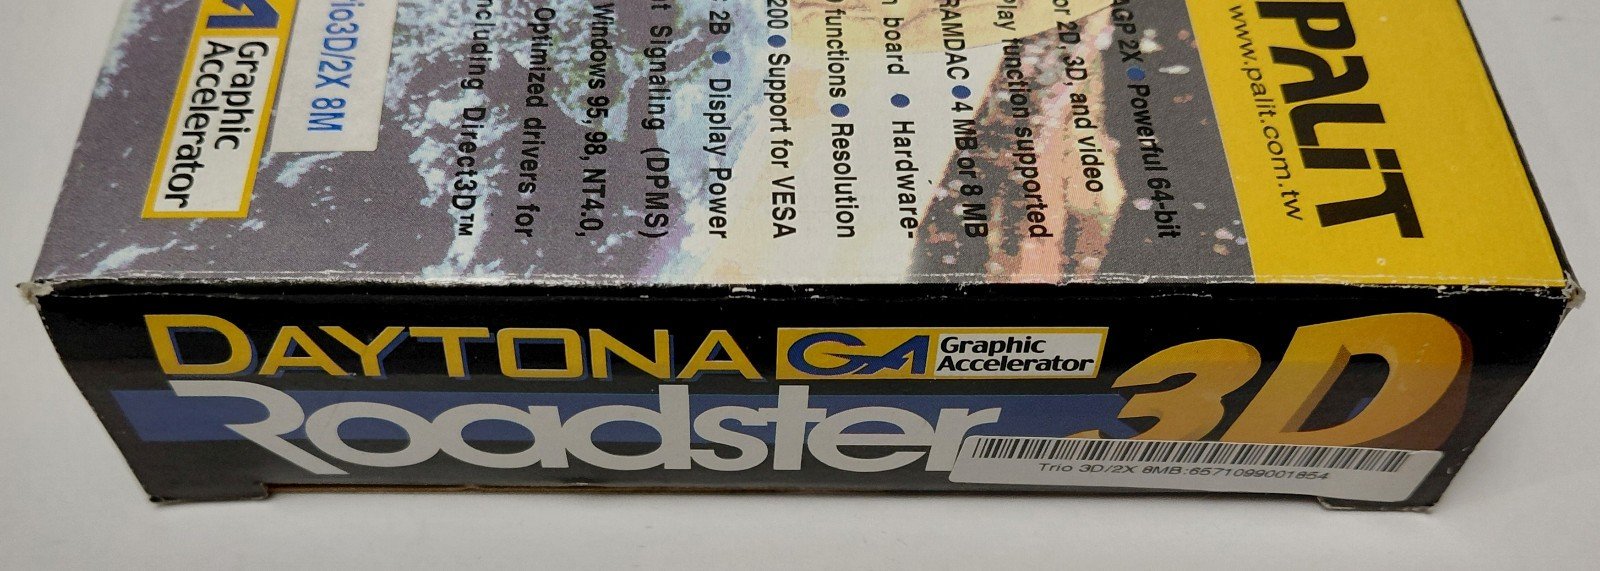 PALiT
www.palit.com.tw
AGP 2X ● Powerful 64-bit
or 2D, 3D, and video
Play function supported
RAMDAC ● 4 MB or 8 MB
board ● Hardware-
functions ● Resolution
200 ● Support for VESA
2B ● Display Power
t Signaling (DPMS)
Windows 95, 98, NT4.0,
Optimized drivers for
ncluding Direct3D™
io3D/2X 8M
Graphic
Accelerator
DAYTONA
GA
Graphic
Accelerator
3D
Roadster
Trio 3D/2X 8MB:6571099001854